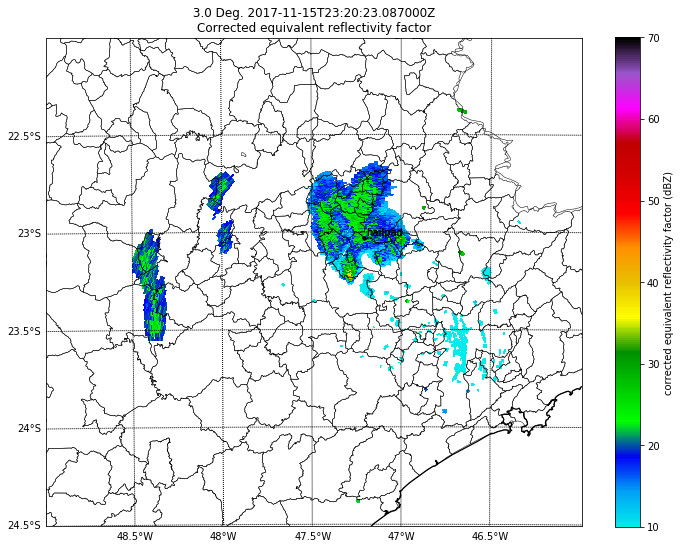 3.0 Deg. 2017-11-15T23:20:23.087000Z
Corrected equivalent reflectivity factor
22.5°S
23°S
23.5°S
24°S
24.5°S
48.5°W
48°W
47.5°W
47°W
46.5°W
70
60
50
40
30
20
10
corrected equivalent reflectivity factor (dBZ)